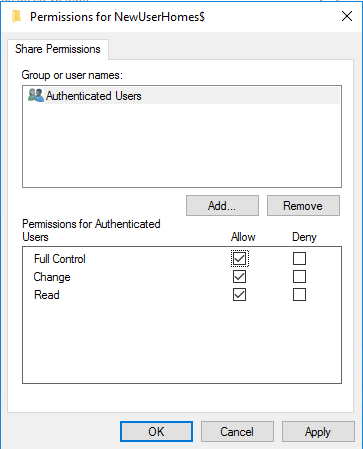 Permissions for NewUserHomes$
Share Permissions
Group or user names:
Authenticated Users
Add...
Remove
Permissions for Authenticated
Users
Allow
Deny
Full Control
Change
Read
OK
Cancel
Apply